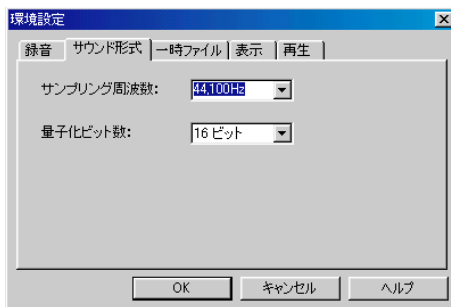 環境設定
録音 サウンド形式 一時ファイル 表示 再生
サンプリング周波数: 44,100Hz
量子化ビット数: 16 ビット
OK キャンセル ヘルプ